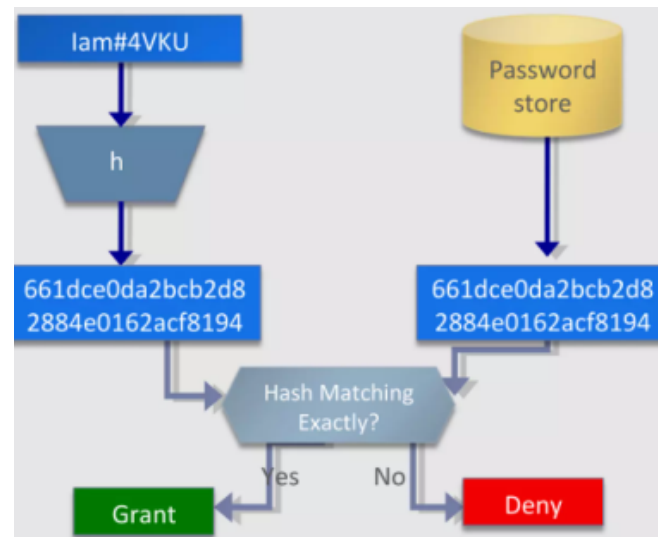 Iam#4VKU
Password
store
h
661dce0da2bcb2d8
2884e0162acf8194
661dce0da2bcb2d8
2884e0162acf8194
Hash Matching
Exactly?
Yes
No
Grant
Deny